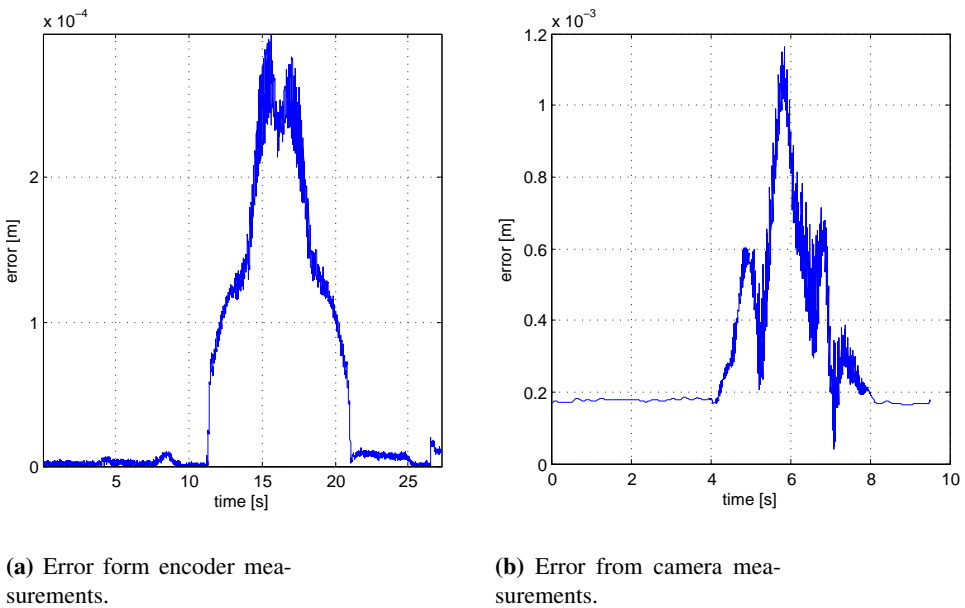 x 10⁻⁴
2
1
0
5 10 15 20 25
error [m]
time [s]
x 10⁻³
1.2
1
0.8
0.6
0.4
0.2
0
0 2 4 6 8 10
error [m]
time [s]
(a) Error form encoder mea-
surements.
(b) Error from camera mea-
surements.